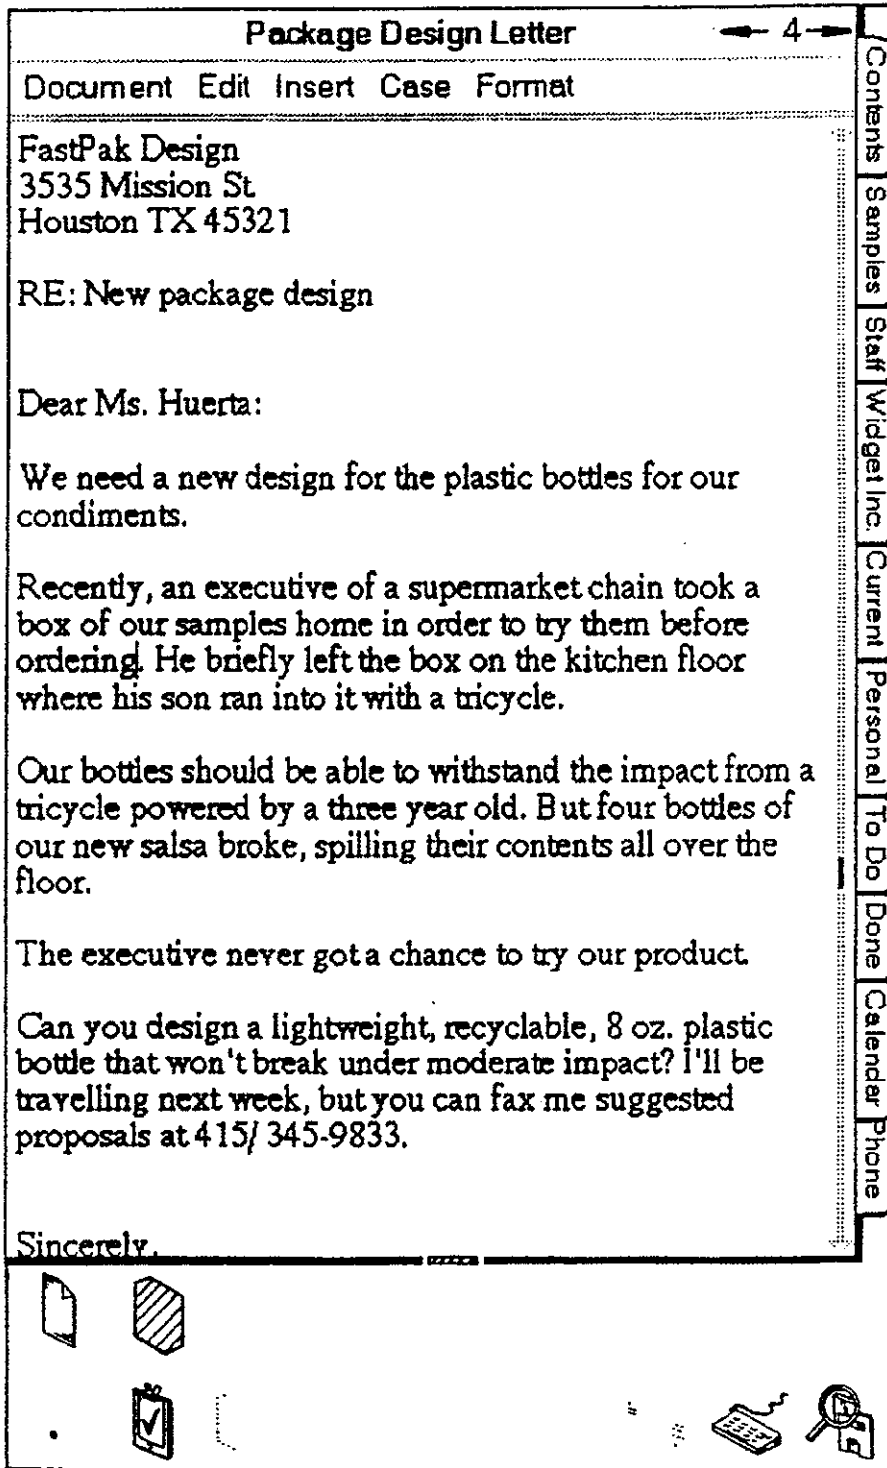 Package Design Letter
4
Document Edit Insert Case Format
FastPak Design
3535 Mission St.
Houston TX 45321
RE: New package design
Dear Ms. Huerta:
We need a new design for the plastic bottles for our
condiments.
Recently, an executive of a supermarket chain took a
box of our samples home in order to try them before
ordering. He briefly left the box on the kitchen floor
where his son ran into it with a tricycle.
Our bottles should be able to withstand the impact from a
tricycle powered by a three year old. But four bottles of
our new salsa broke, spilling their contents all over the
floor.
The executive never got a chance to try our product.
Can you design a lightweight, recyclable, 8 oz. plastic
bottle that won't break under moderate impact? I'll be
travelling next week, but you can fax me suggested
proposals at 415/ 345-9833.
Sincerely,
Contents
Samples
Staff
Widget Inc.
Current
Personal
To Do
Done
Calendar
Phone